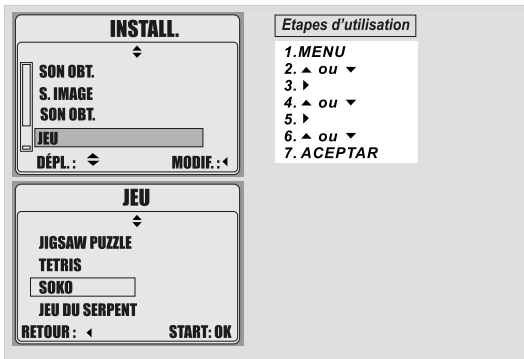 INSTALL.
SON OBT.
S. IMAGE
SON OBT.
JEU
DÉPL. : MODIF. :
JEU
JIGSAW PUZZLE
TETRIS
SOKO
JEU DU SERPENT
RETOUR : START: OK
Etapes d'utilisation
1.MENU
2. ▲ ou ▼
3. ▶
4. ▲ ou ▼
5. ▶
6. ▲ ou ▼
7. ACEPTAR